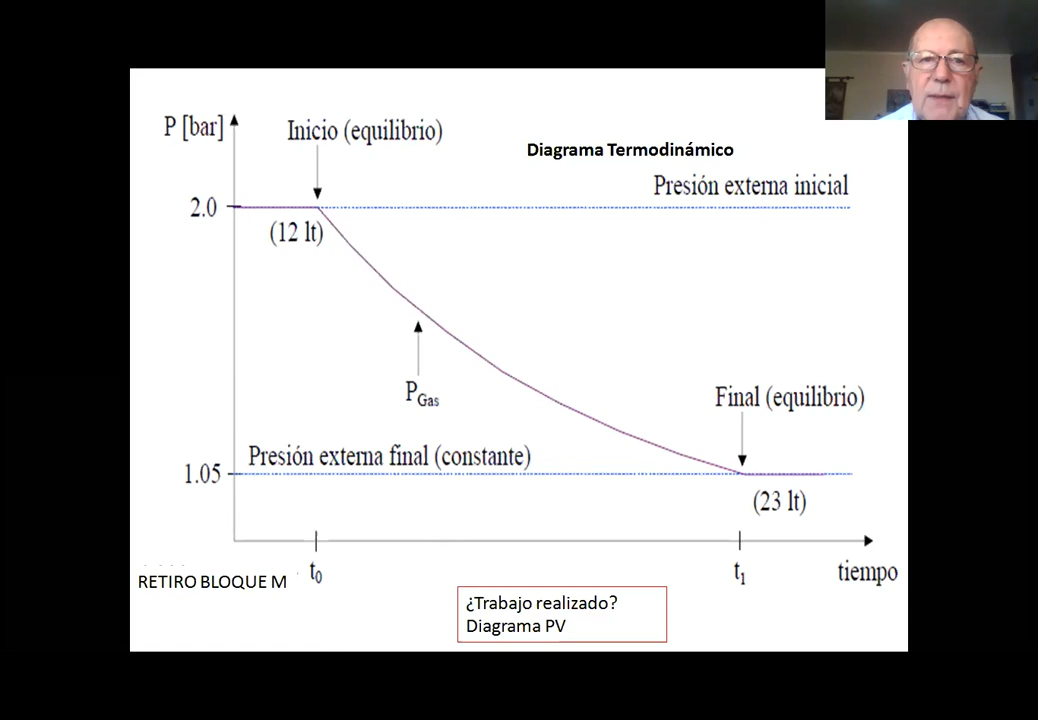 P [bar]
Inicio (equilibrio)
Diagrama Termodinámico
Presión externa inicial
2.0
(12 lt)
P_Gas
Final (equilibrio)
Presión externa final (constante)
1.05
(23 lt)
RETIRO BLOQUE M
t₀
t₁
tiempo
¿Trabajo realizado?
Diagrama PV